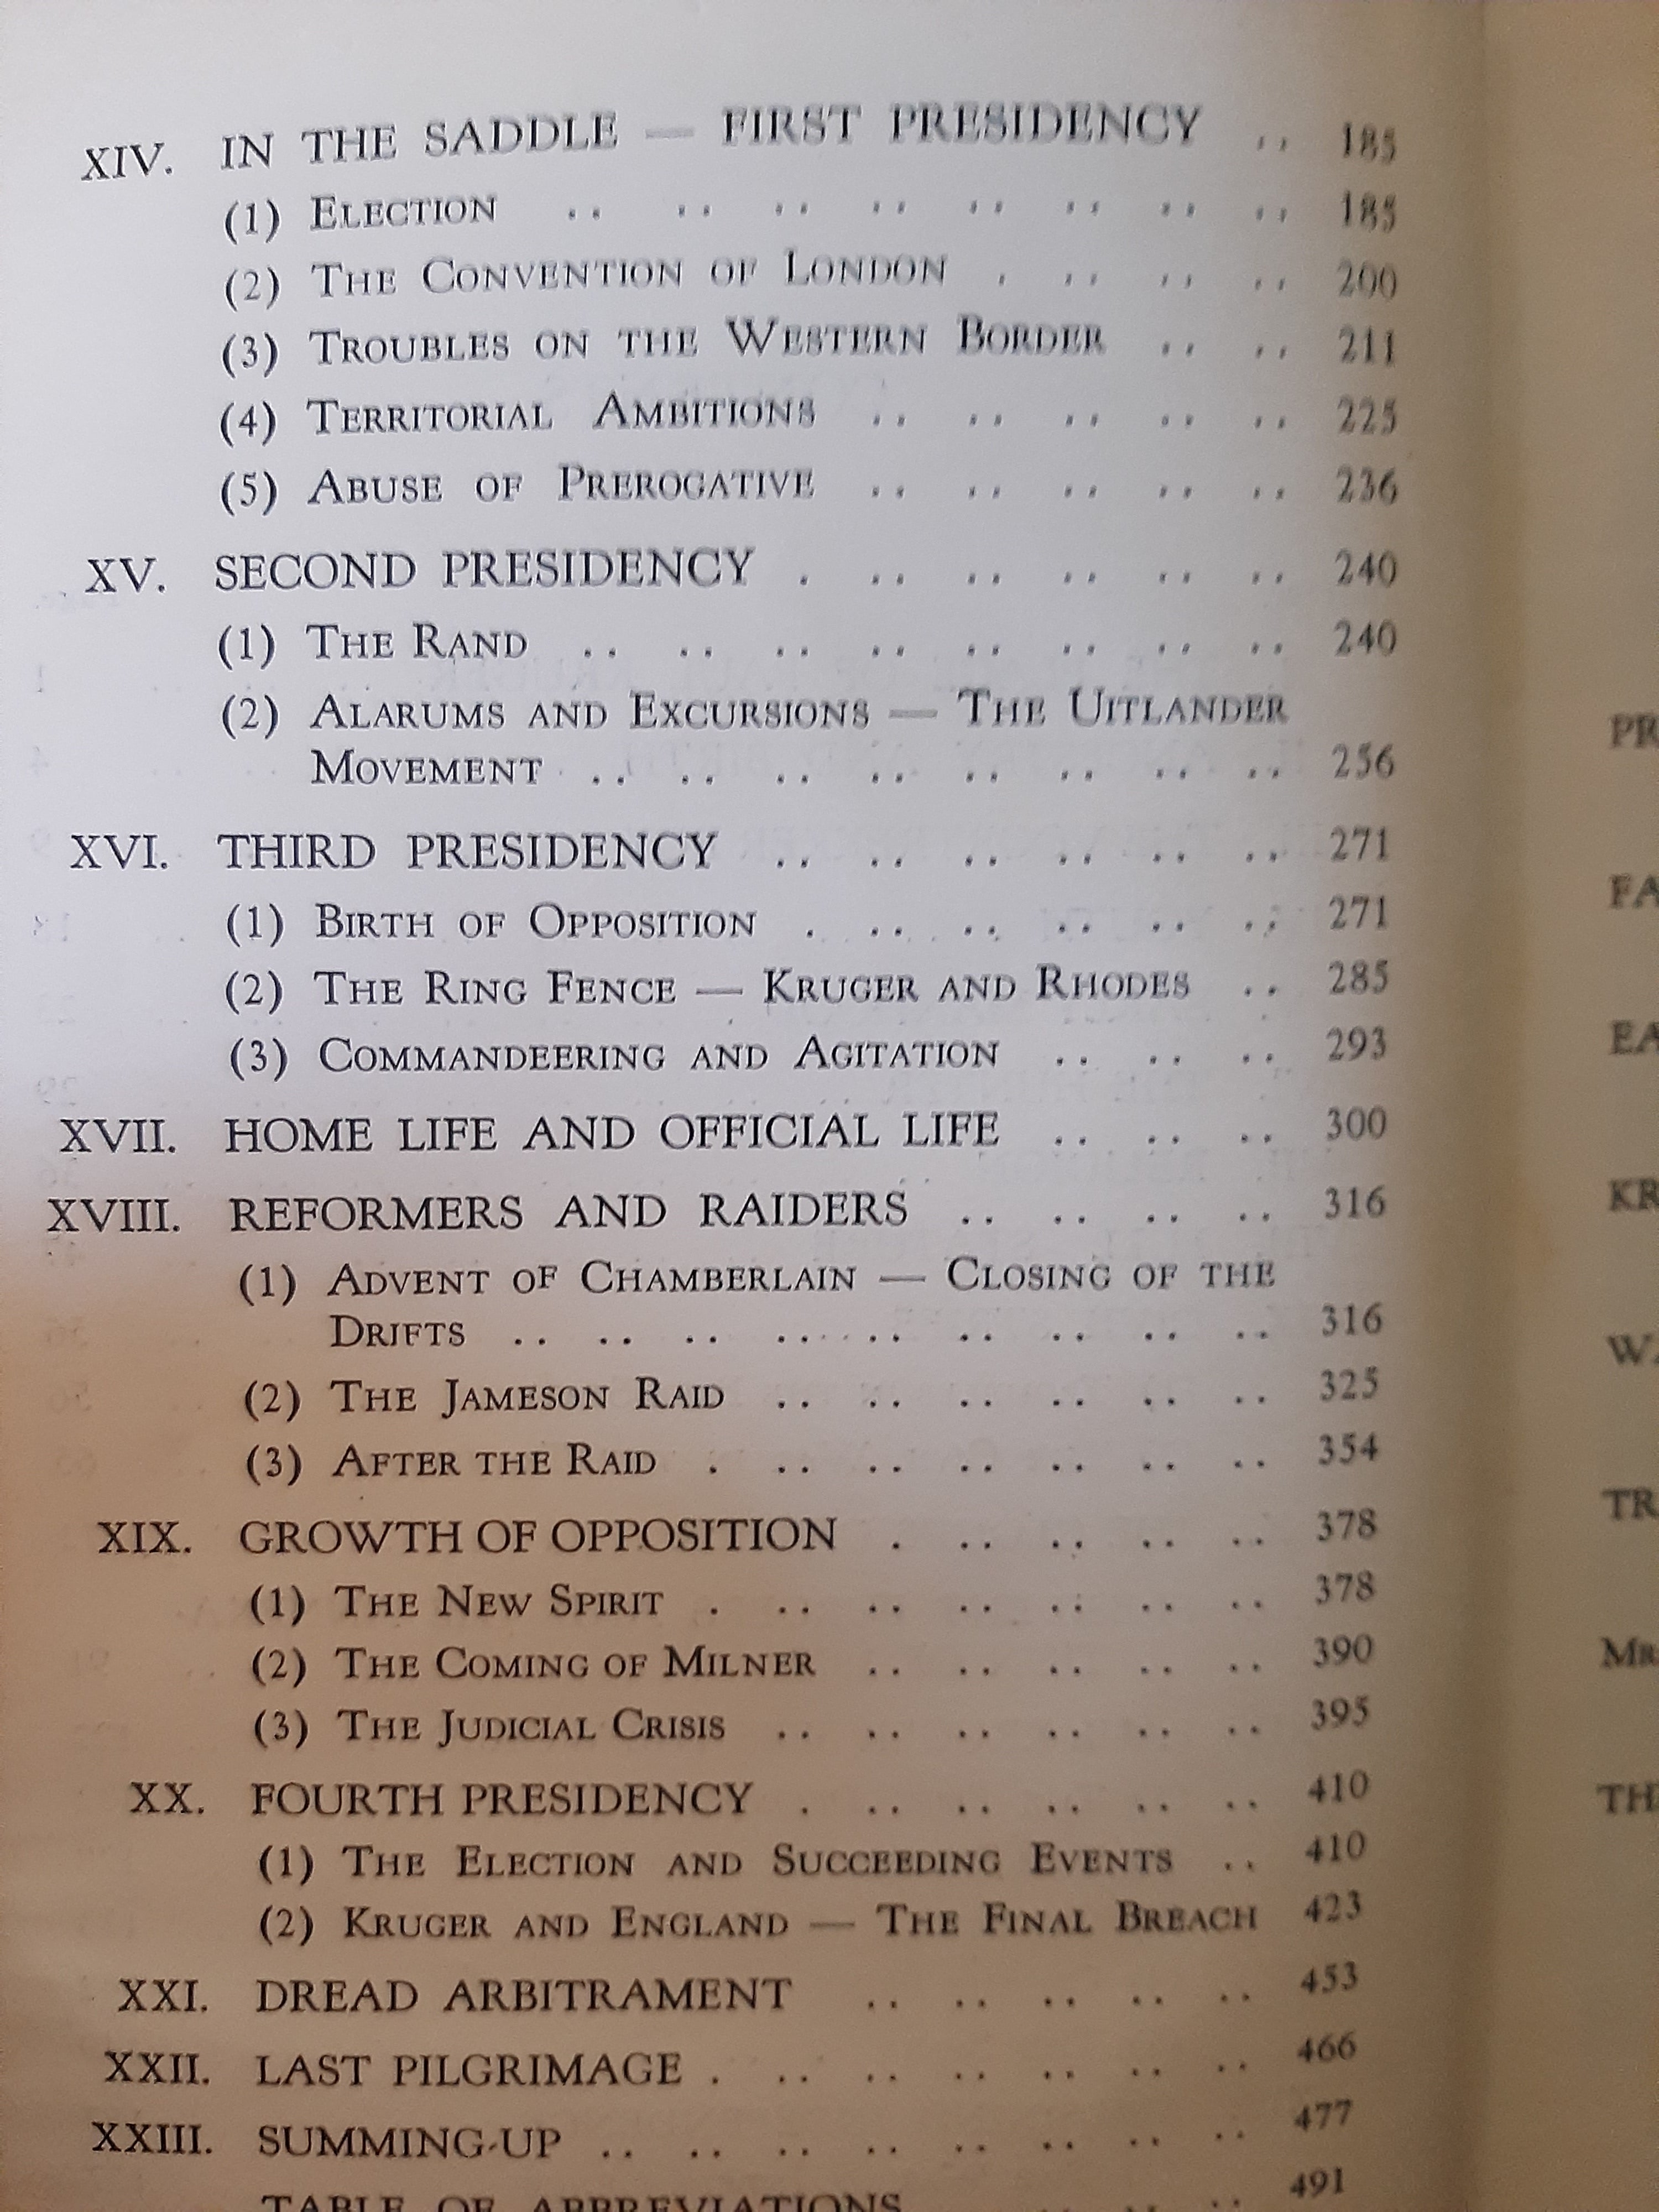 XIV. IN THE SADDLE — FIRST PRESIDENCY .. 185
(1) ELECTION .. .. .. .. .. .. .. .. 185
(2) THE CONVENTION OF LONDON . .. .. .. 200
(3) TROUBLES ON THE WESTERN BORDER .. .. 211
(4) TERRITORIAL AMBITIONS .. .. .. .. .. 225
(5) ABUSE OF PREROGATIVE .. .. .. .. .. 236
XV. SECOND PRESIDENCY . .. .. .. .. .. 240
(1) THE RAND .. .. .. .. .. .. .. .. 240
(2) ALARUMS AND EXCURSIONS — THE UITLANDER
MOVEMENT .. .. .. .. .. .. .. .. 256
XVI. THIRD PRESIDENCY .. .. .. .. .. .. 271
(1) BIRTH OF OPPOSITION . .. .. .. .. .. 271
(2) THE RING FENCE — KRUGER AND RHODES .. 285
(3) COMMANDEERING AND AGITATION .. .. .. 293
XVII. HOME LIFE AND OFFICIAL LIFE .. .. .. 300
XVIII. REFORMERS AND RAIDERS .. .. .. .. 316
(1) ADVENT OF CHAMBERLAIN — CLOSING OF THE
DRIFTS .. .. .. .. .. .. .. .. .. 316
(2) THE JAMESON RAID .. .. .. .. .. .. 325
(3) AFTER THE RAID . .. .. .. .. .. .. 354
XIX. GROWTH OF OPPOSITION . .. .. .. .. 378
(1) THE NEW SPIRIT . .. .. .. .. .. .. 378
(2) THE COMING OF MILNER .. .. .. .. .. 390
(3) THE JUDICIAL CRISIS .. .. .. .. .. .. 395
XX. FOURTH PRESIDENCY . .. .. .. .. .. 410
(1) THE ELECTION AND SUCCEEDING EVENTS .. 410
(2) KRUGER AND ENGLAND — THE FINAL BREACH 423
XXI. DREAD ARBITRAMENT .. .. .. .. .. 453
XXII. LAST PILGRIMAGE . .. .. .. .. .. .. 466
XXIII. SUMMING-UP .. .. .. .. .. .. .. .. 477
TABLE OF ABBREVIATIONS .. .. .. 491
PR
FA
EA
KR
WA
TR
MR
TH